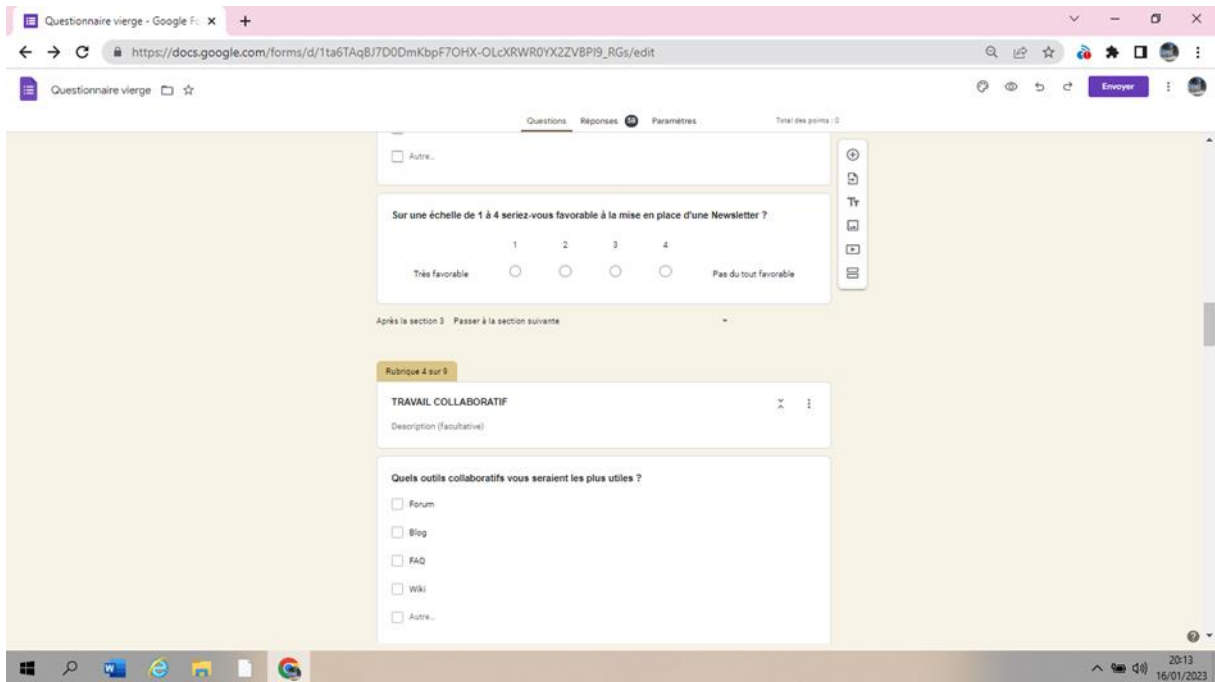 Questionnaire vierge - Google Fo
https://docs.google.com/forms/d/1ta6TAqBJ7D0DmKbpF7OHX-OLcXRWR0YX2ZVBPI9_RGs/edit
Questionnaire vierge
Envoyer
Questions Réponses 58 Paramètres Total des points : 0
Autre...
Sur une échelle de 1 à 4 seriez-vous favorable à la mise en place d'une Newsletter ?
1 2 3 4
Très favorable Pas du tout favorable
Après la section 3 Passer à la section suivante
Rubrique 4 sur 9
TRAVAIL COLLABORATIF
Description (facultative)
Quels outils collaboratifs vous seraient les plus utiles ?
Forum
Blog
FAQ
Wiki
Autre...
20:13
16/01/2023